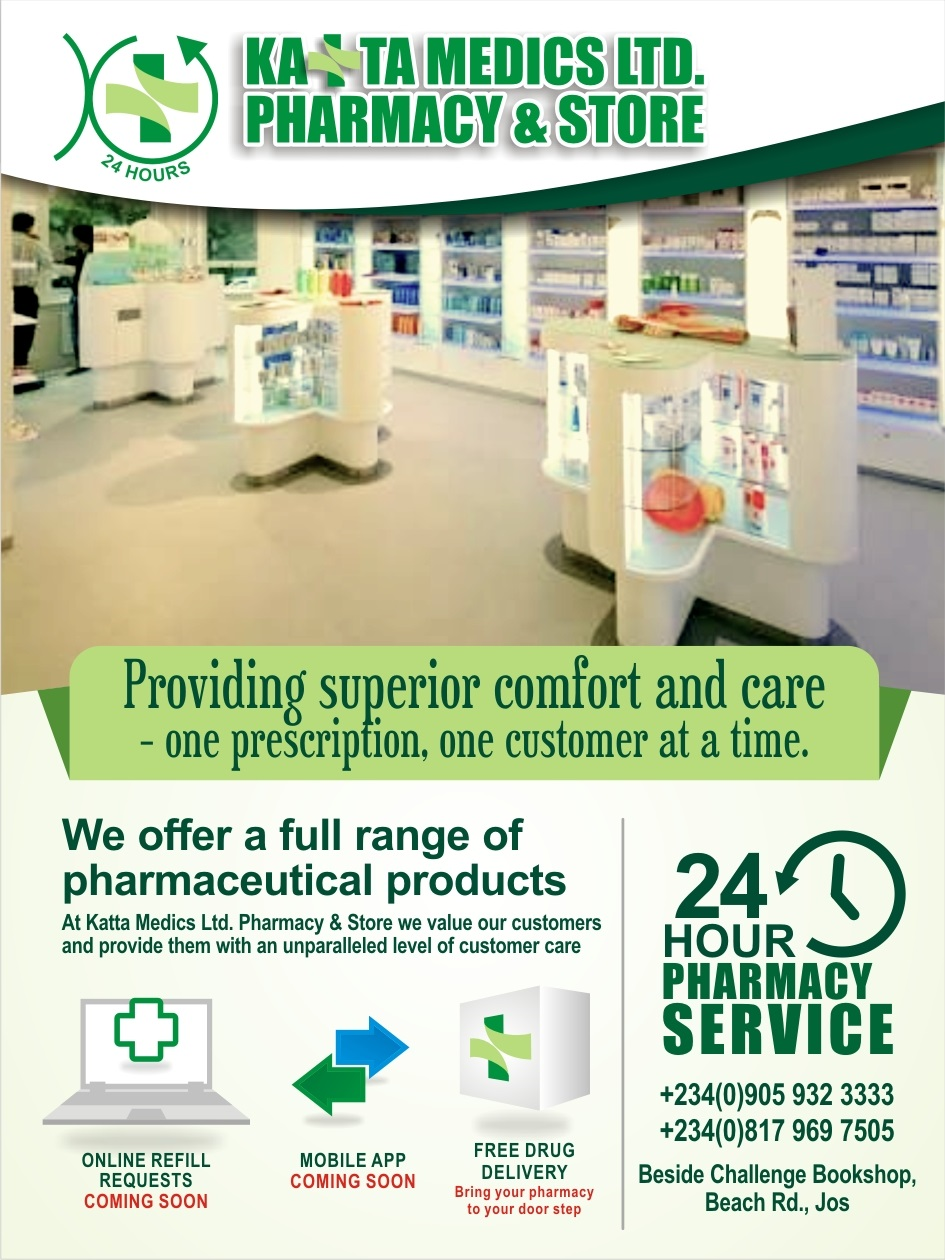 24 HOURS
KATTA MEDICS LTD.
PHARMACY & STORE
Providing superior comfort and care
- one prescription, one customer at a time.
We offer a full range of
pharmaceutical products
At Katta Medics Ltd. Pharmacy & Store we value our customers
and provide them with an unparalleled level of customer care
ONLINE REFILL
REQUESTS
COMING SOON
MOBILE APP
COMING SOON
FREE DRUG
DELIVERY
Bring your pharmacy
to your door step
24
HOUR
PHARMACY
SERVICE
+234(0)905 932 3333
+234(0)817 969 7505
Beside Challenge Bookshop,
Beach Rd., Jos